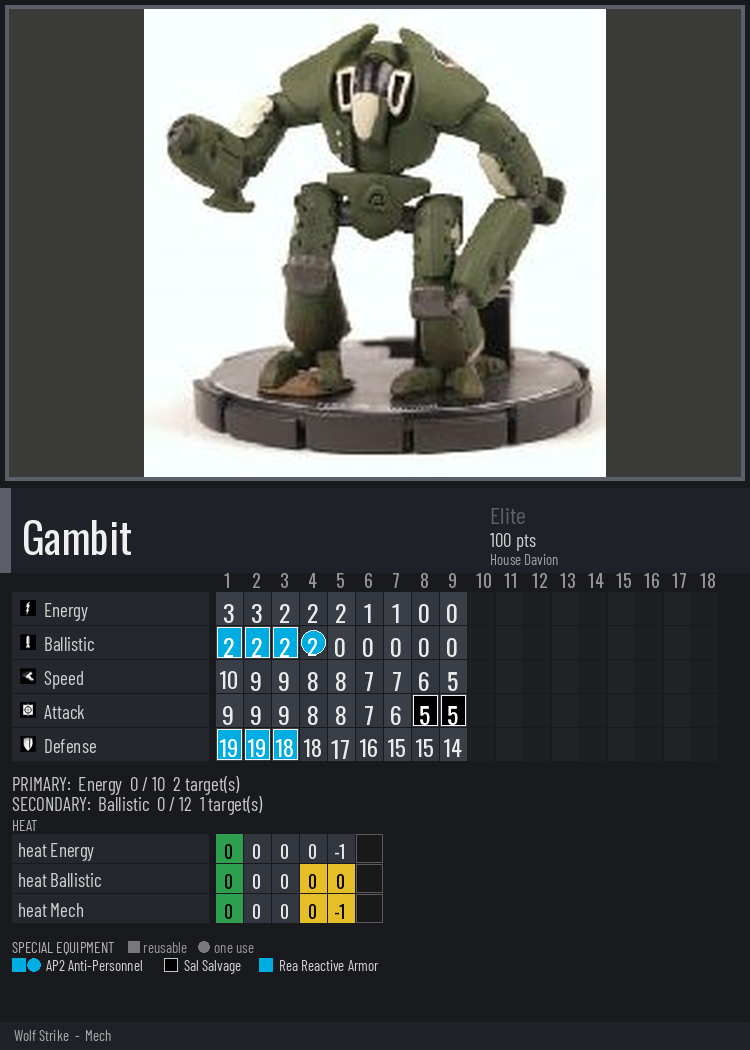 Gambit
Elite
100 pts
House Davion
1 2 3 4 5 6 7 8 9 10 11 12 13 14 15 16 17 18
Energy 3 3 2 2 2 1 1 0 0
Ballistic 2 2 2 2 0 0 0 0 0
Speed 10 9 9 8 8 7 7 6 5
Attack 9 9 9 8 8 7 6 5 5
Defense 19 19 18 18 17 16 15 15 14
PRIMARY: Energy 0 / 10 2 target(s)
SECONDARY: Ballistic 0 / 12 1 target(s)
HEAT
heat Energy 0 0 0 0 -1
heat Ballistic 0 0 0 0 0
heat Mech 0 0 0 0 -1
SPECIAL EQUIPMENT reusable one use
AP2 Anti-Personnel Sal Salvage Rea Reactive Armor
Wolf Strike - Mech